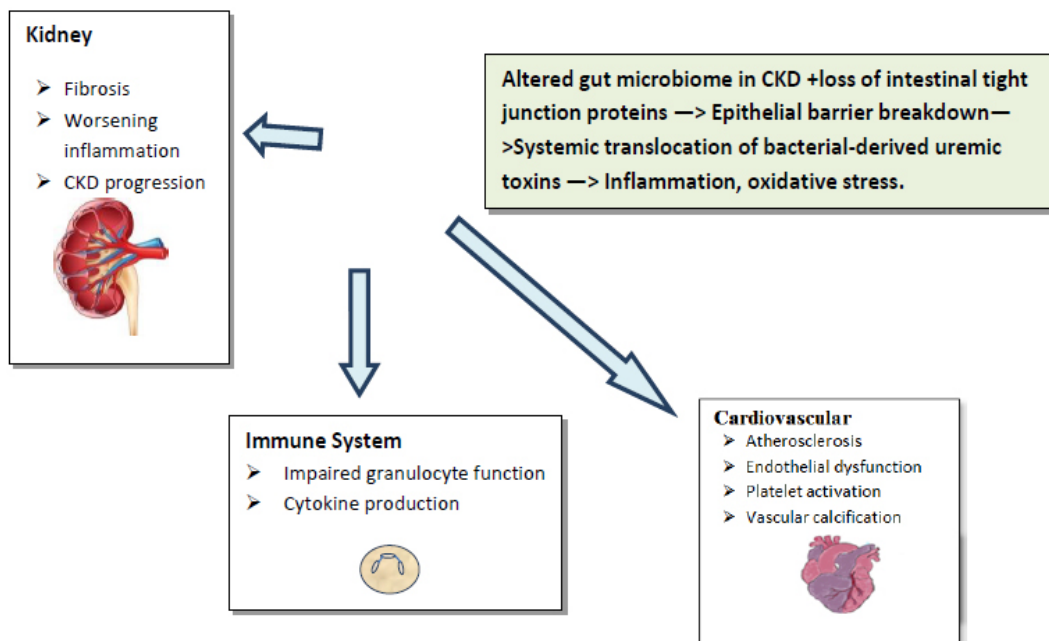 Kidney
➢ Fibrosis
➢ Worsening
inflammation
➢ CKD progression
Altered gut microbiome in CKD +loss of intestinal tight
junction proteins —> Epithelial barrier breakdown—
>Systemic translocation of bacterial-derived uremic
toxins —> Inflammation, oxidative stress.
Immune System
➢ Impaired granulocyte function
➢ Cytokine production
Cardiovascular
➢ Atherosclerosis
➢ Endothelial dysfunction
➢ Platelet activation
➢ Vascular calcification